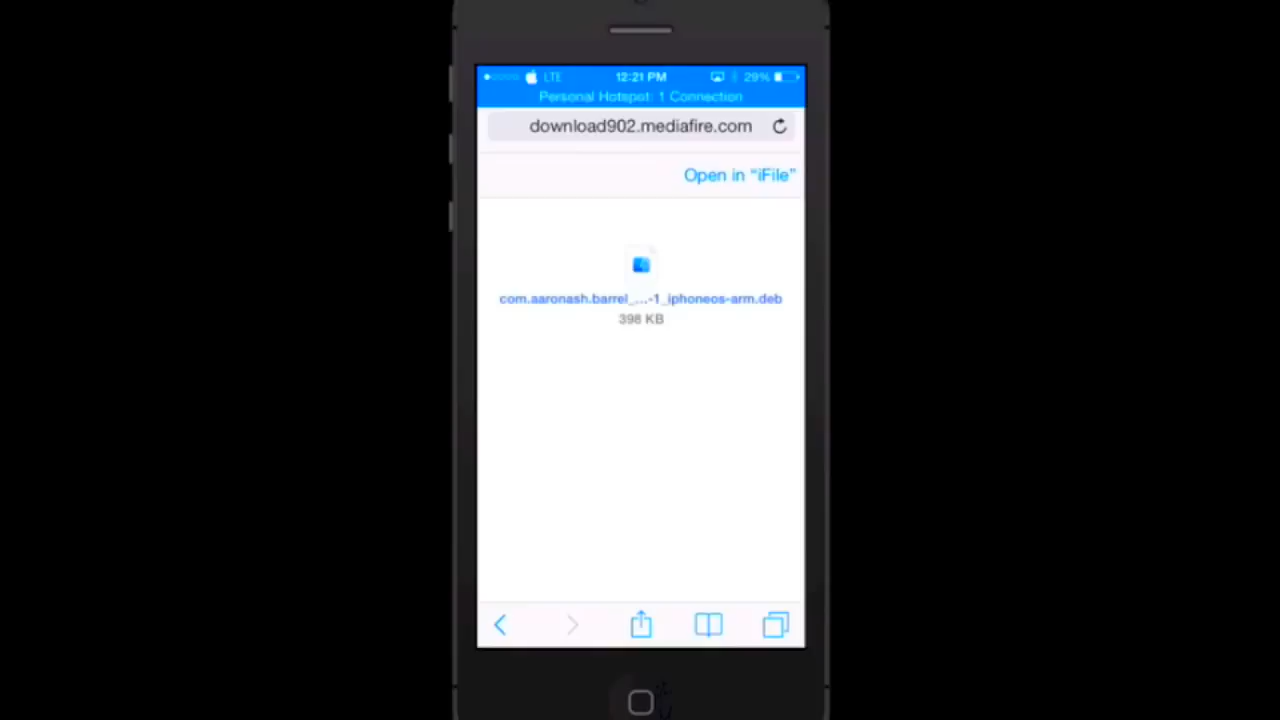 LTE 12:21 PM 29%
Personal Hotspot: 1 Connection
download902.mediafire.com
Open in “iFile”
com.aaronash.barrel_...-1_iphoneos-arm.deb
398 KB